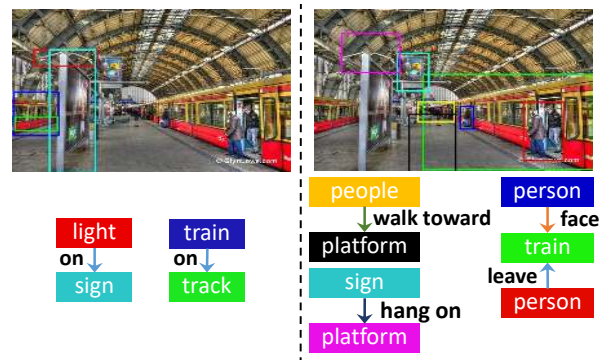 light
on
sign
train
on
track
people
walk toward
platform
sign
hang on
platform
person
face
train
leave
person